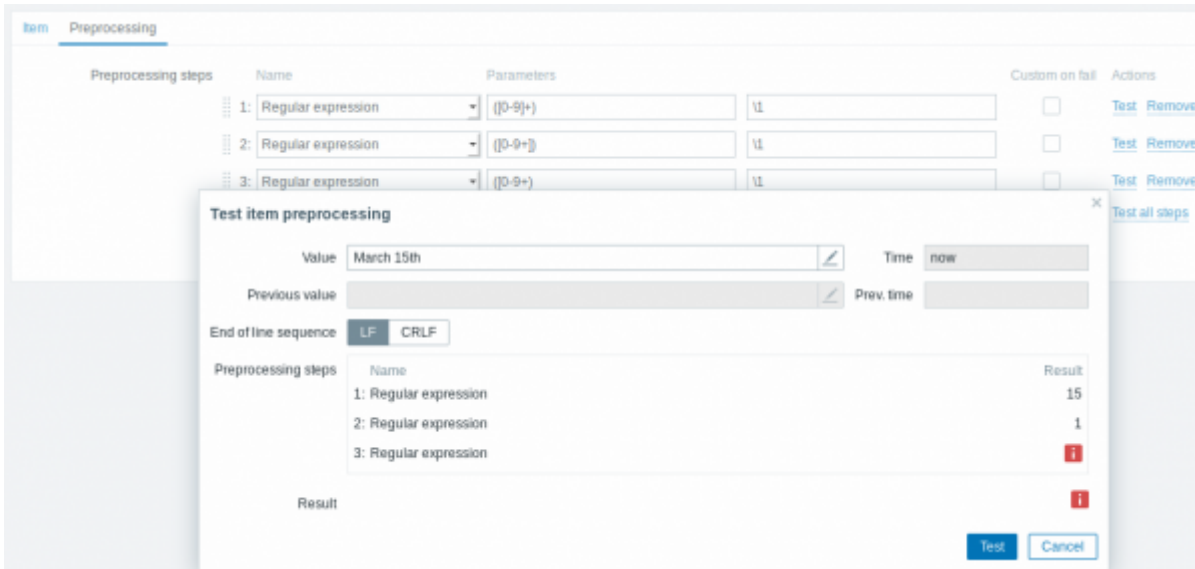 Item Preprocessing
Preprocessing steps Name Parameters Custom on fail Actions
1: Regular expression ([0-9]+) \1 Test Remove
2: Regular expression ([0-9+]) \1 Test Remove
3: Regular expression ([0-9+) \1 Test Remove
Test all steps
Test item preprocessing ×
Value March 15th Time now
Previous value Prev. time
End of line sequence LF CRLF
Preprocessing steps Name Result
1: Regular expression 15
2: Regular expression 1
3: Regular expression i
Result i
Test Cancel